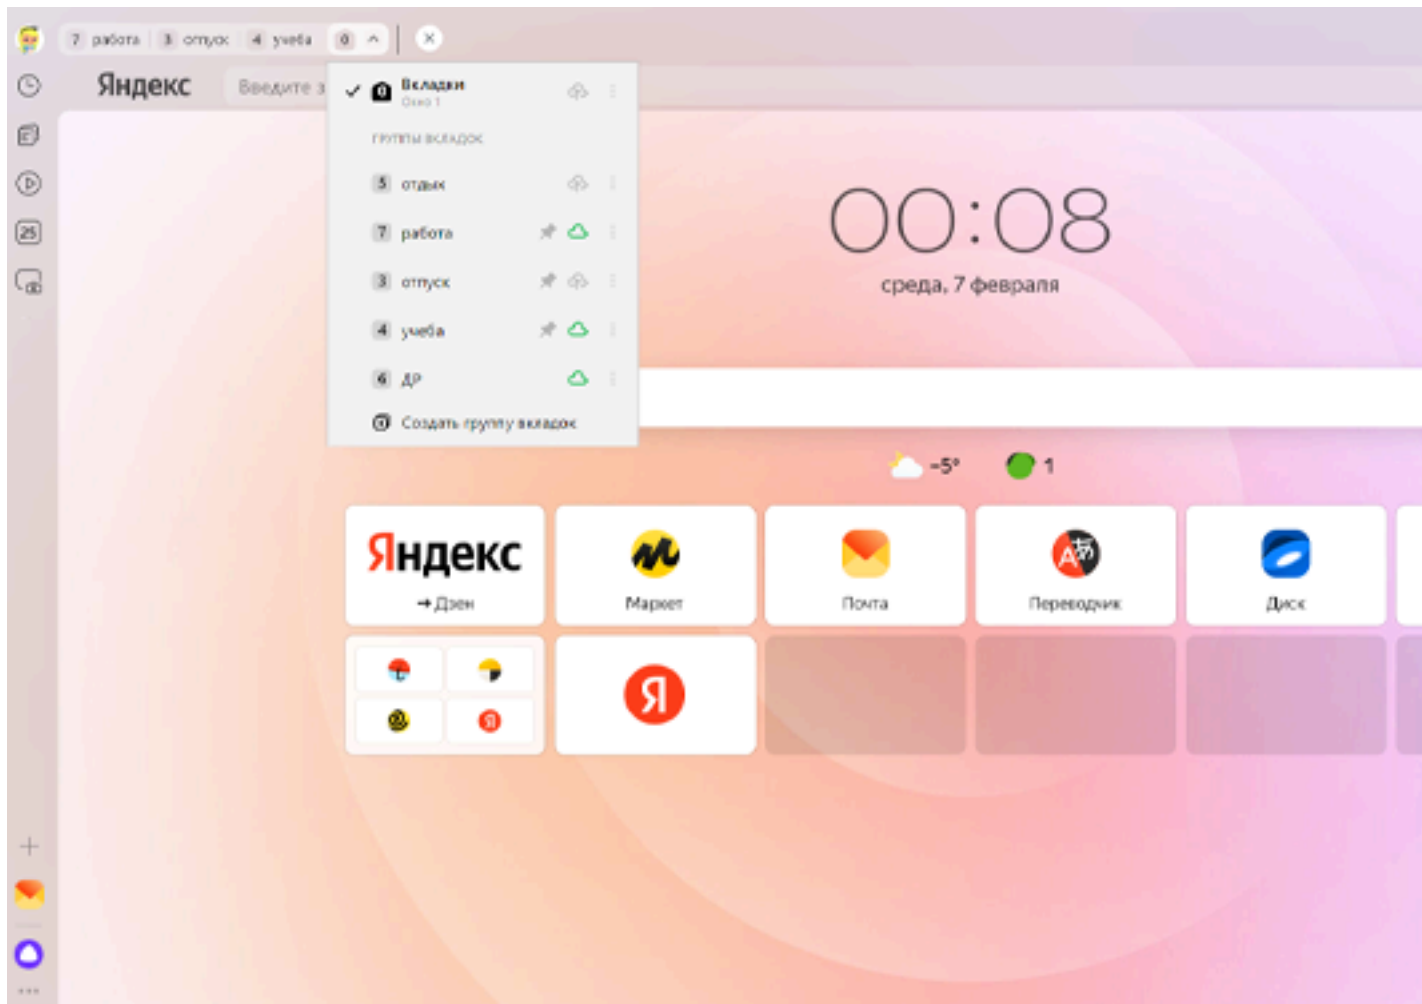 7 работа 3 отпуск 4 учеба 0
Яндекс Введите з
Вкладки
Окно 1
ГРУППЫ ВКЛАДОК
5 отдых
7 работа
3 отпуск
4 учеба
6 ДР
Создать группу вкладок
25
00:08
среда, 7 февраля
−5° 1
Яндекс
→ Дзен
Маркет
Почта
Переводчик
Диск
Я
Я